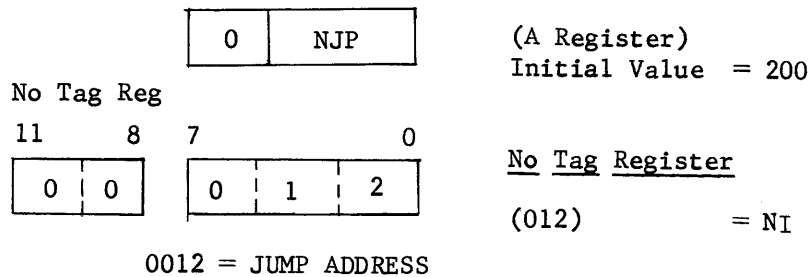 0 NJP
(A Register)
Initial Value = 200
No Tag Reg
11 8 7 0
0 0 0 1 2
No Tag Register
(012) = NI
0012 = JUMP ADDRESS